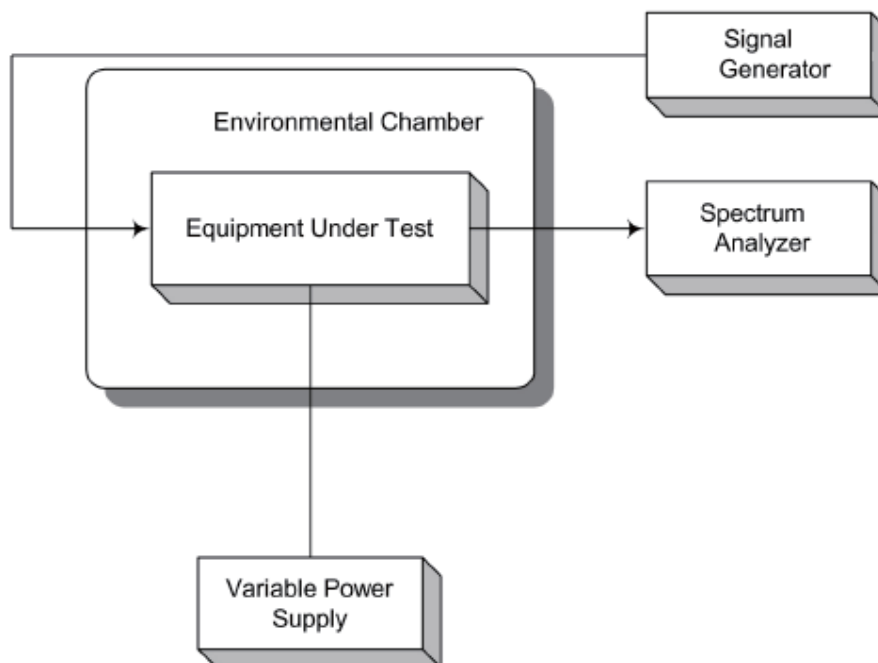 Signal
Generator
Environmental Chamber
Equipment Under Test
Spectrum
Analyzer
Variable Power
Supply